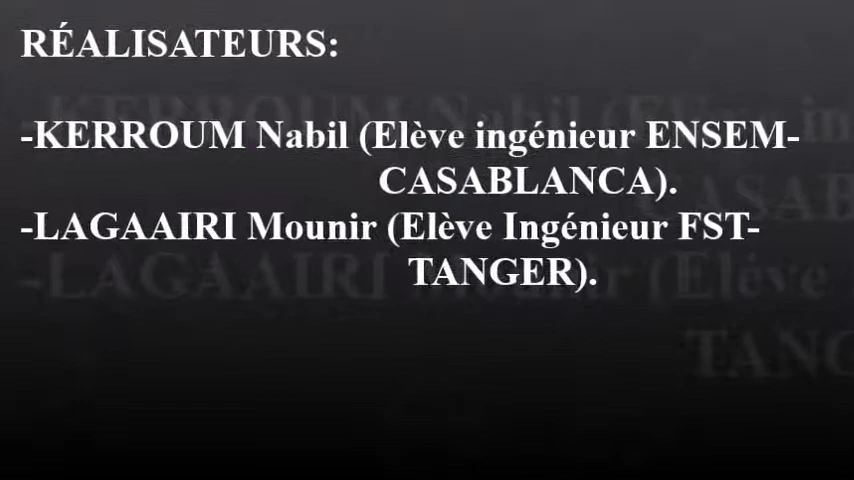 RÉALISATEURS:
-KERROUM Nabil (Elève ingénieur ENSEM-
CASABLANCA).
-LAGAAIRI Mounir (Elève Ingénieur FST-
TANGER).